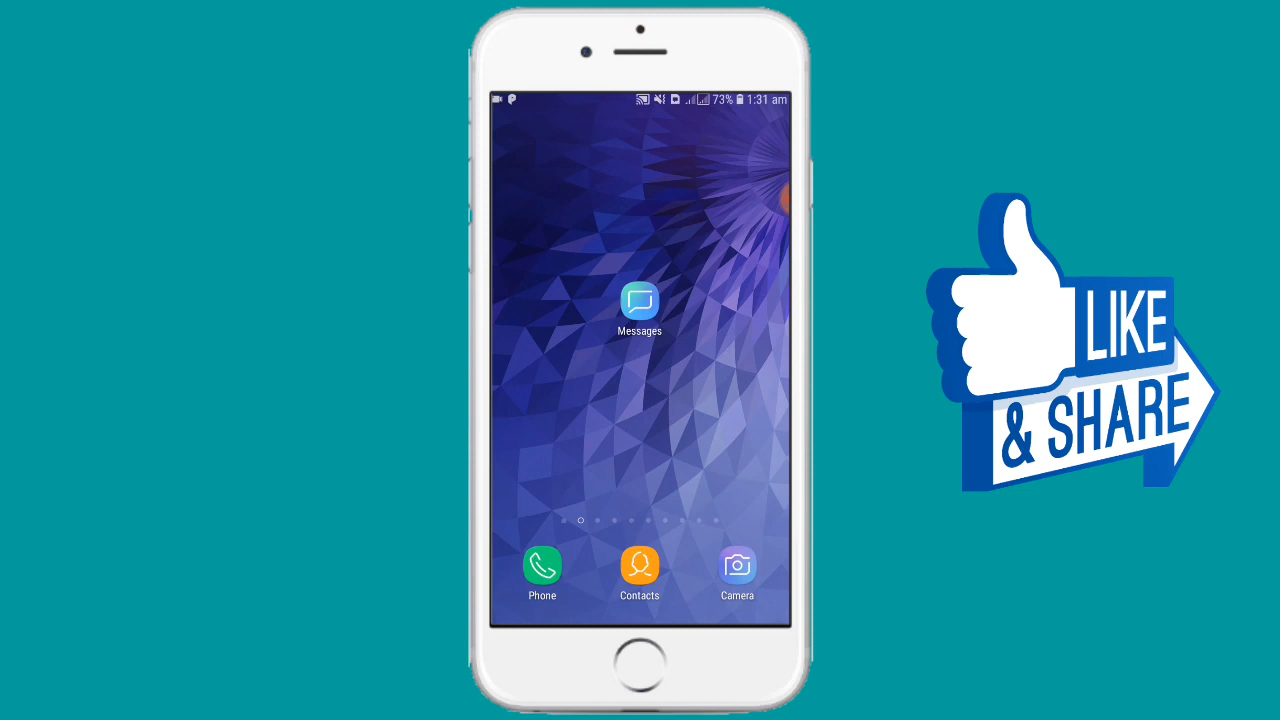 73% 1:31 am
Messages
Phone
Contacts
Camera
LIKE
& SHARE